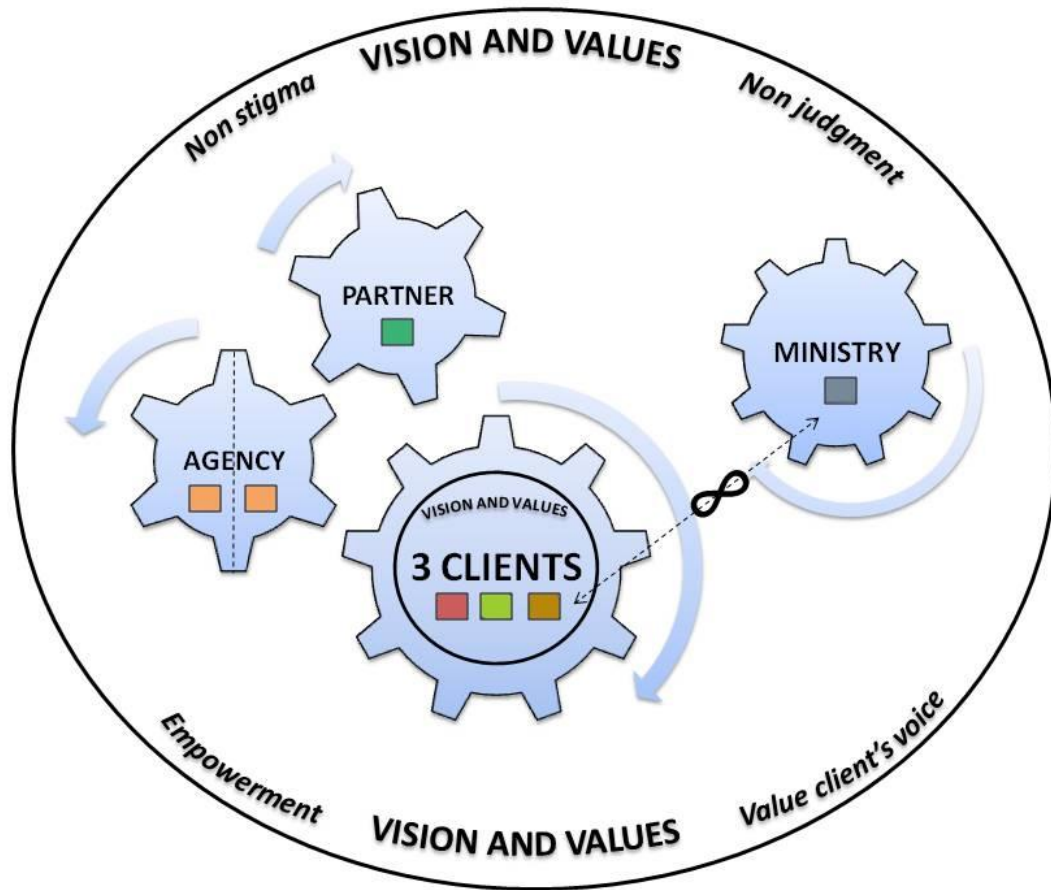 VISION AND VALUES
Non stigma
Non judgment
PARTNER
MINISTRY
AGENCY
VISION AND VALUES
3 CLIENTS
Empowerment
Value client's voice
VISION AND VALUES